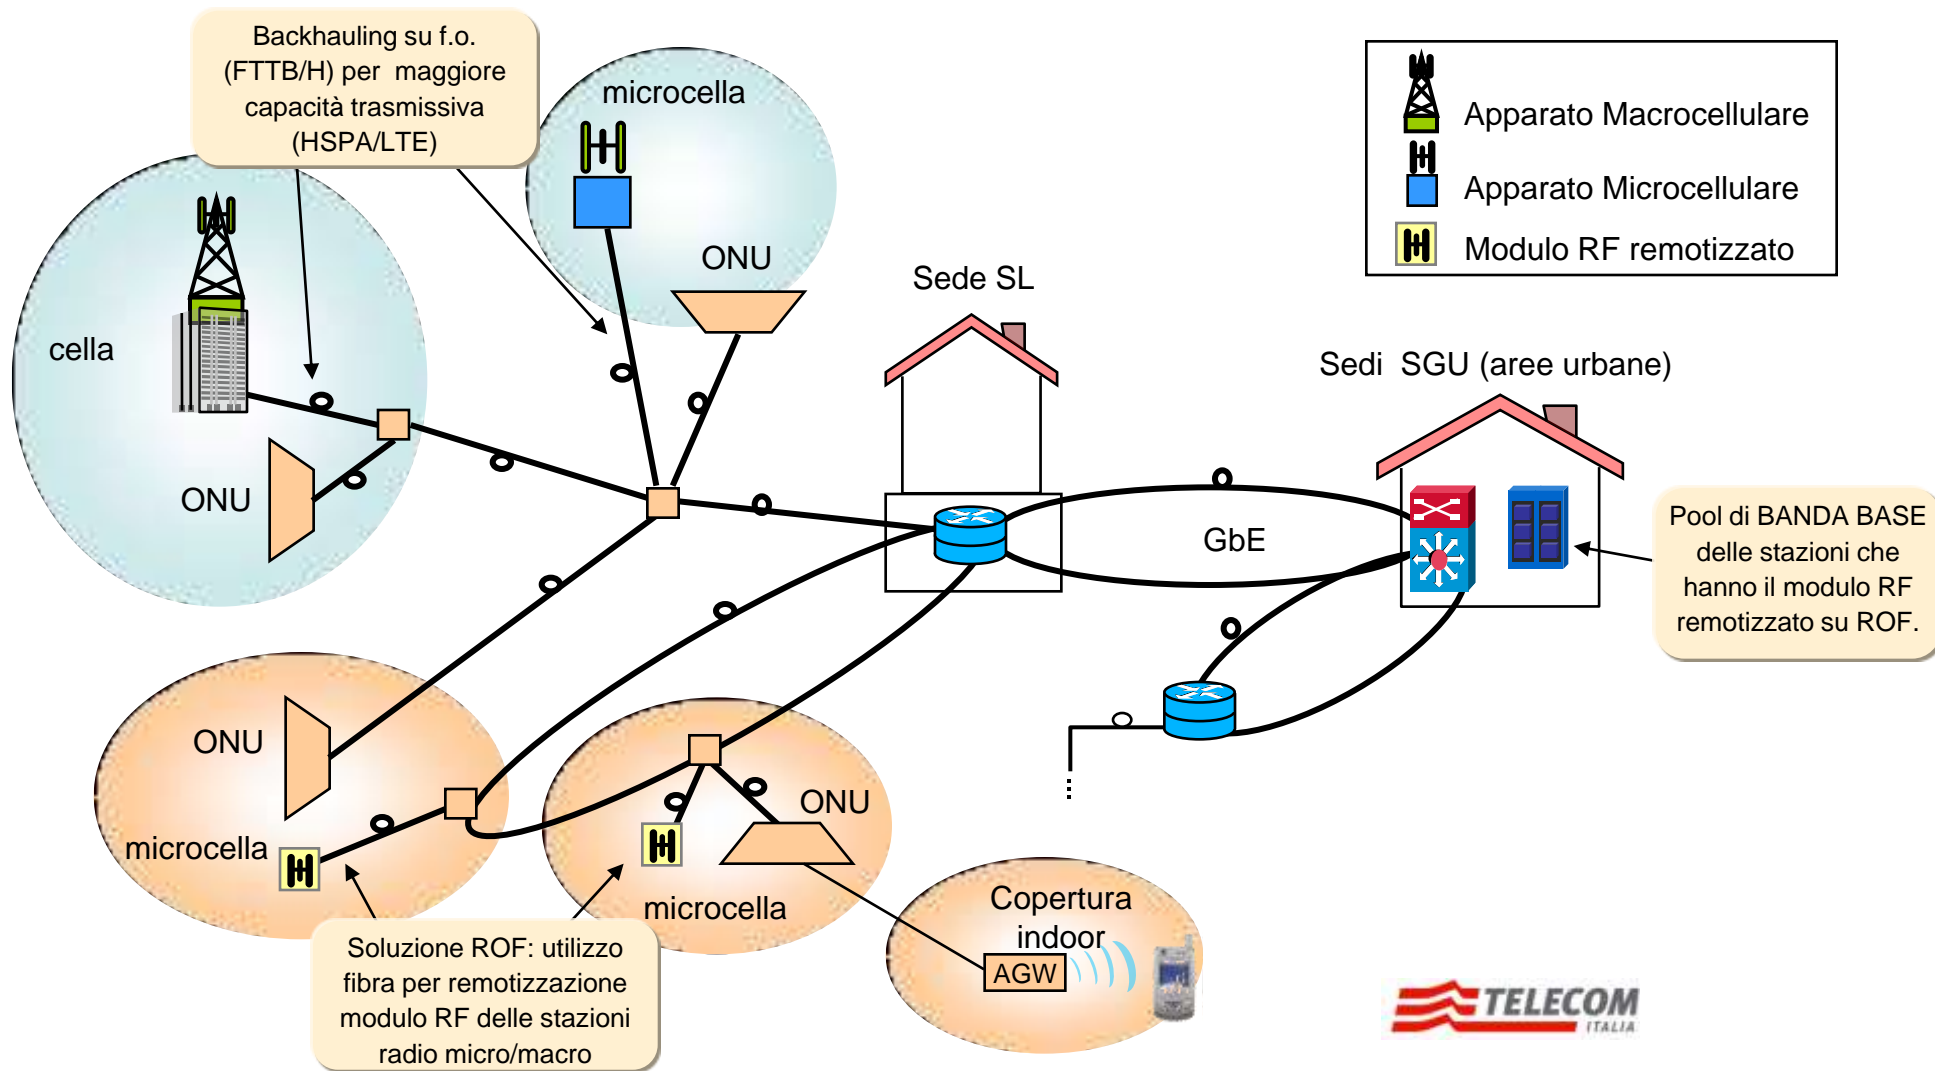 Backhauling su f.o.
(FTTB/H) per maggiore
capacità trasmissiva
(HSPA/LTE)
microcella
ONU
cella
ONU
Sede SL
Apparato Macrocellulare
Apparato Microcellulare
Modulo RF remotizzato
Sedi SGU (aree urbane)
GbE
Pool di BANDA BASE
delle stazioni che
hanno il modulo RF
remotizzato su ROF.
ONU
microcella
ONU
microcella
Soluzione ROF: utilizzo
fibra per remotizzazione
modulo RF delle stazioni
radio micro/macro
Copertura
indoor
AGW
TELECOM
ITALIA